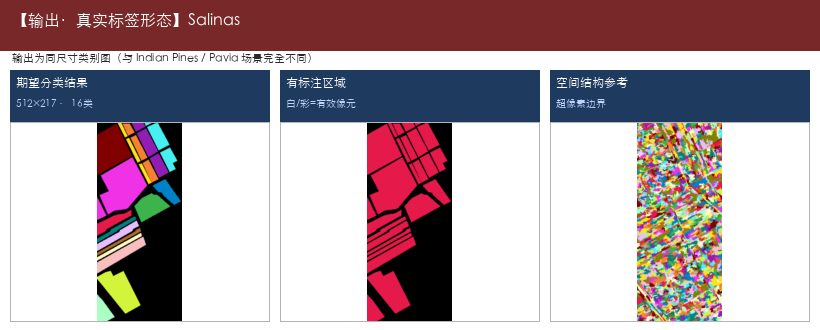 【输出· 真实标签形态】Salinas
输出为同尺寸类别图（与 Indian Pines / Pavia 场景完全不同）
期望分类结果
512×217 · 16类
有标注区域
白/彩=有效像元
空间结构参考
超像素边界